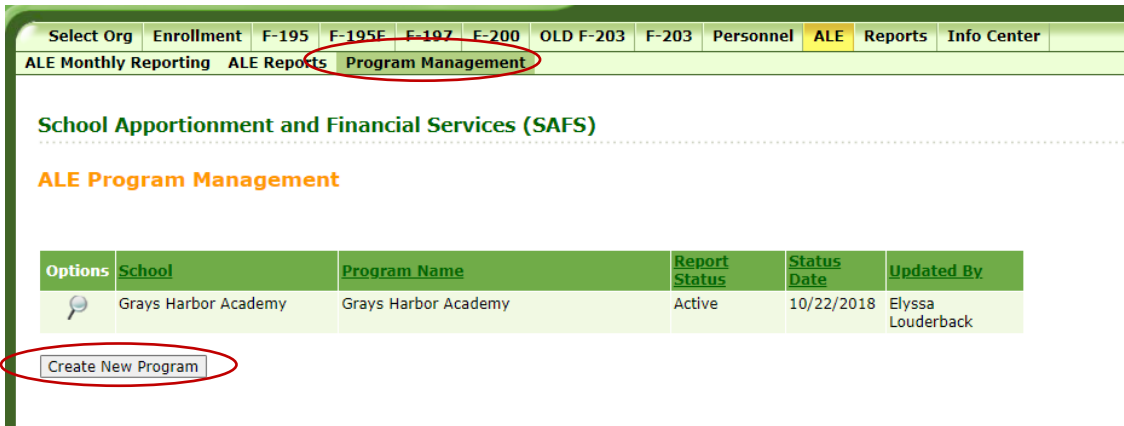 Select Org Enrollment F-195 F-195F F-197 F-200 OLD F-203 F-203 Personnel ALE Reports Info Center
ALE Monthly Reporting ALE Reports Program Management
School Apportionment and Financial Services (SAFS)
ALE Program Management
Options School Program Name Report Status Status Date Updated By
Grays Harbor Academy Grays Harbor Academy Active 10/22/2018 Elyssa Louderback
Create New Program